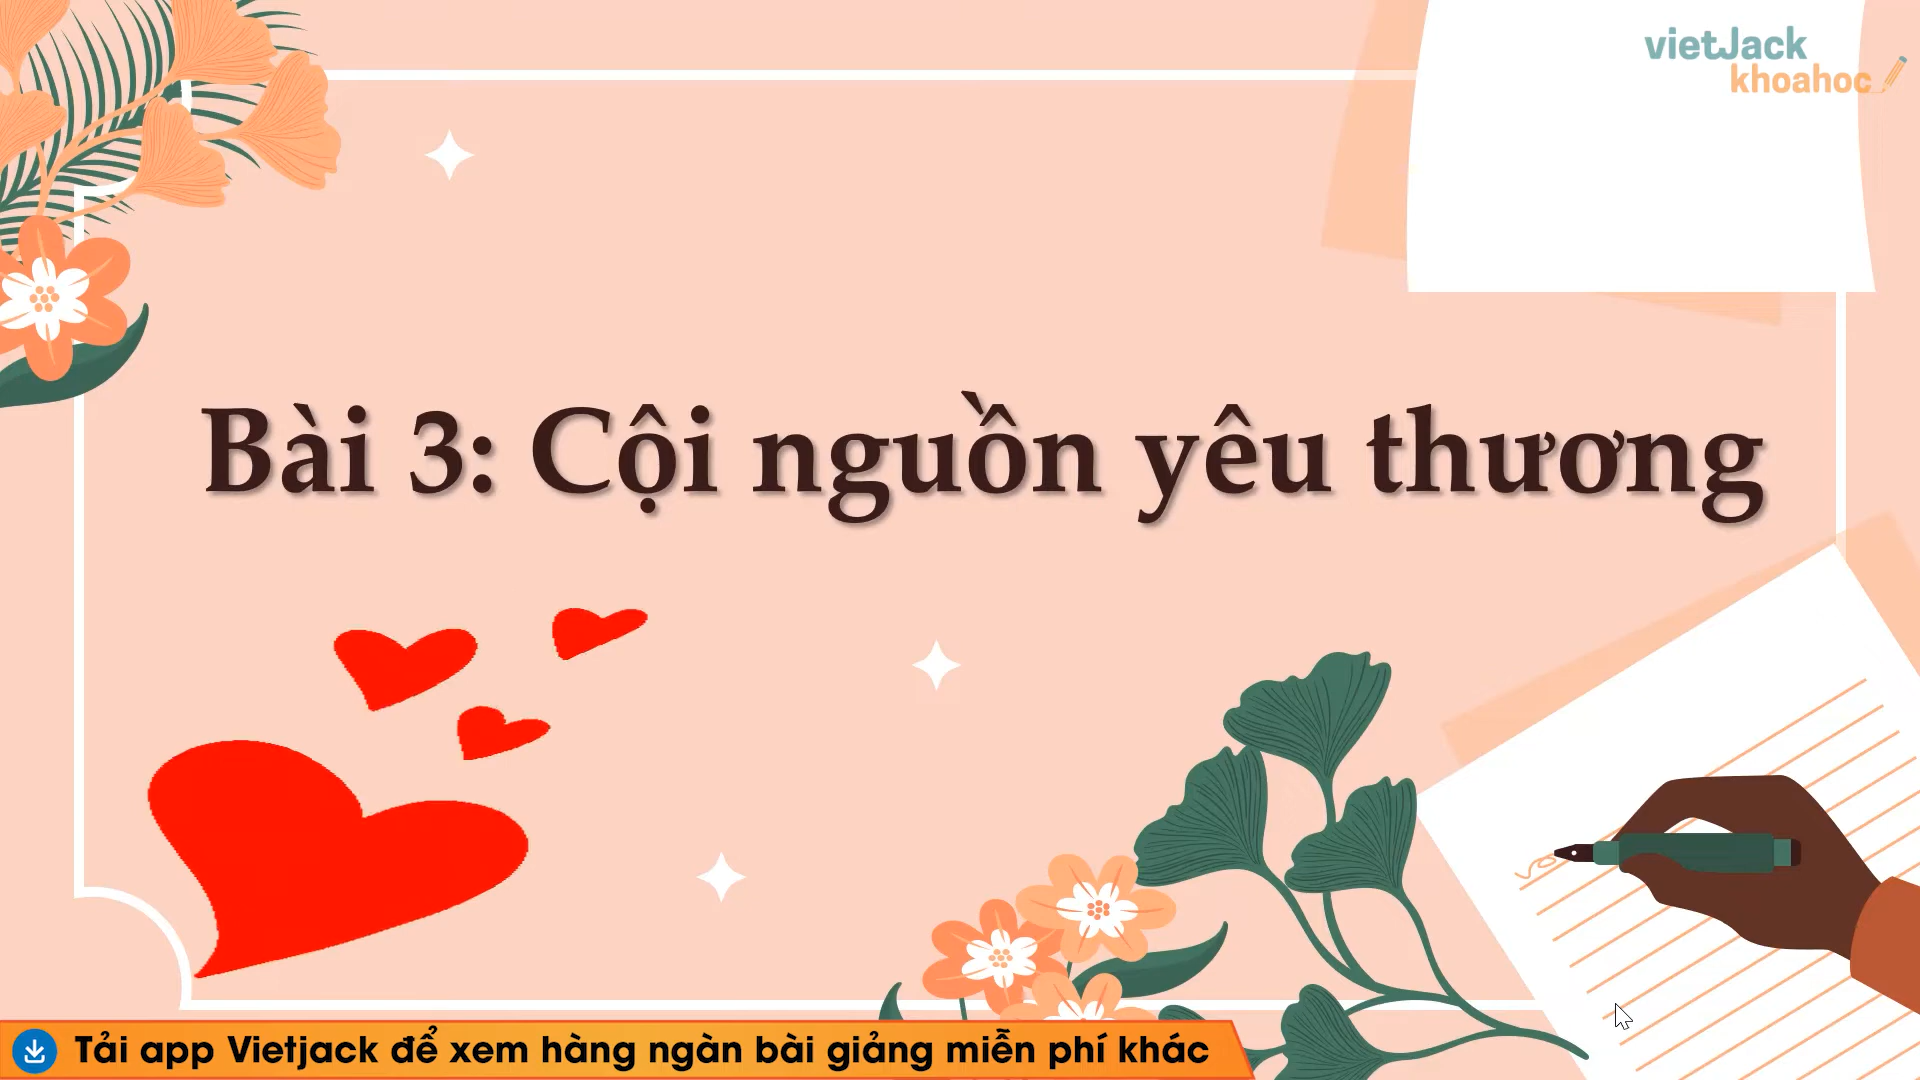 vietJack
khoahoc
Bài 3: Cội nguồn yêu thương
Tải app Vietjack để xem hàng ngàn bài giảng miễn phí khác